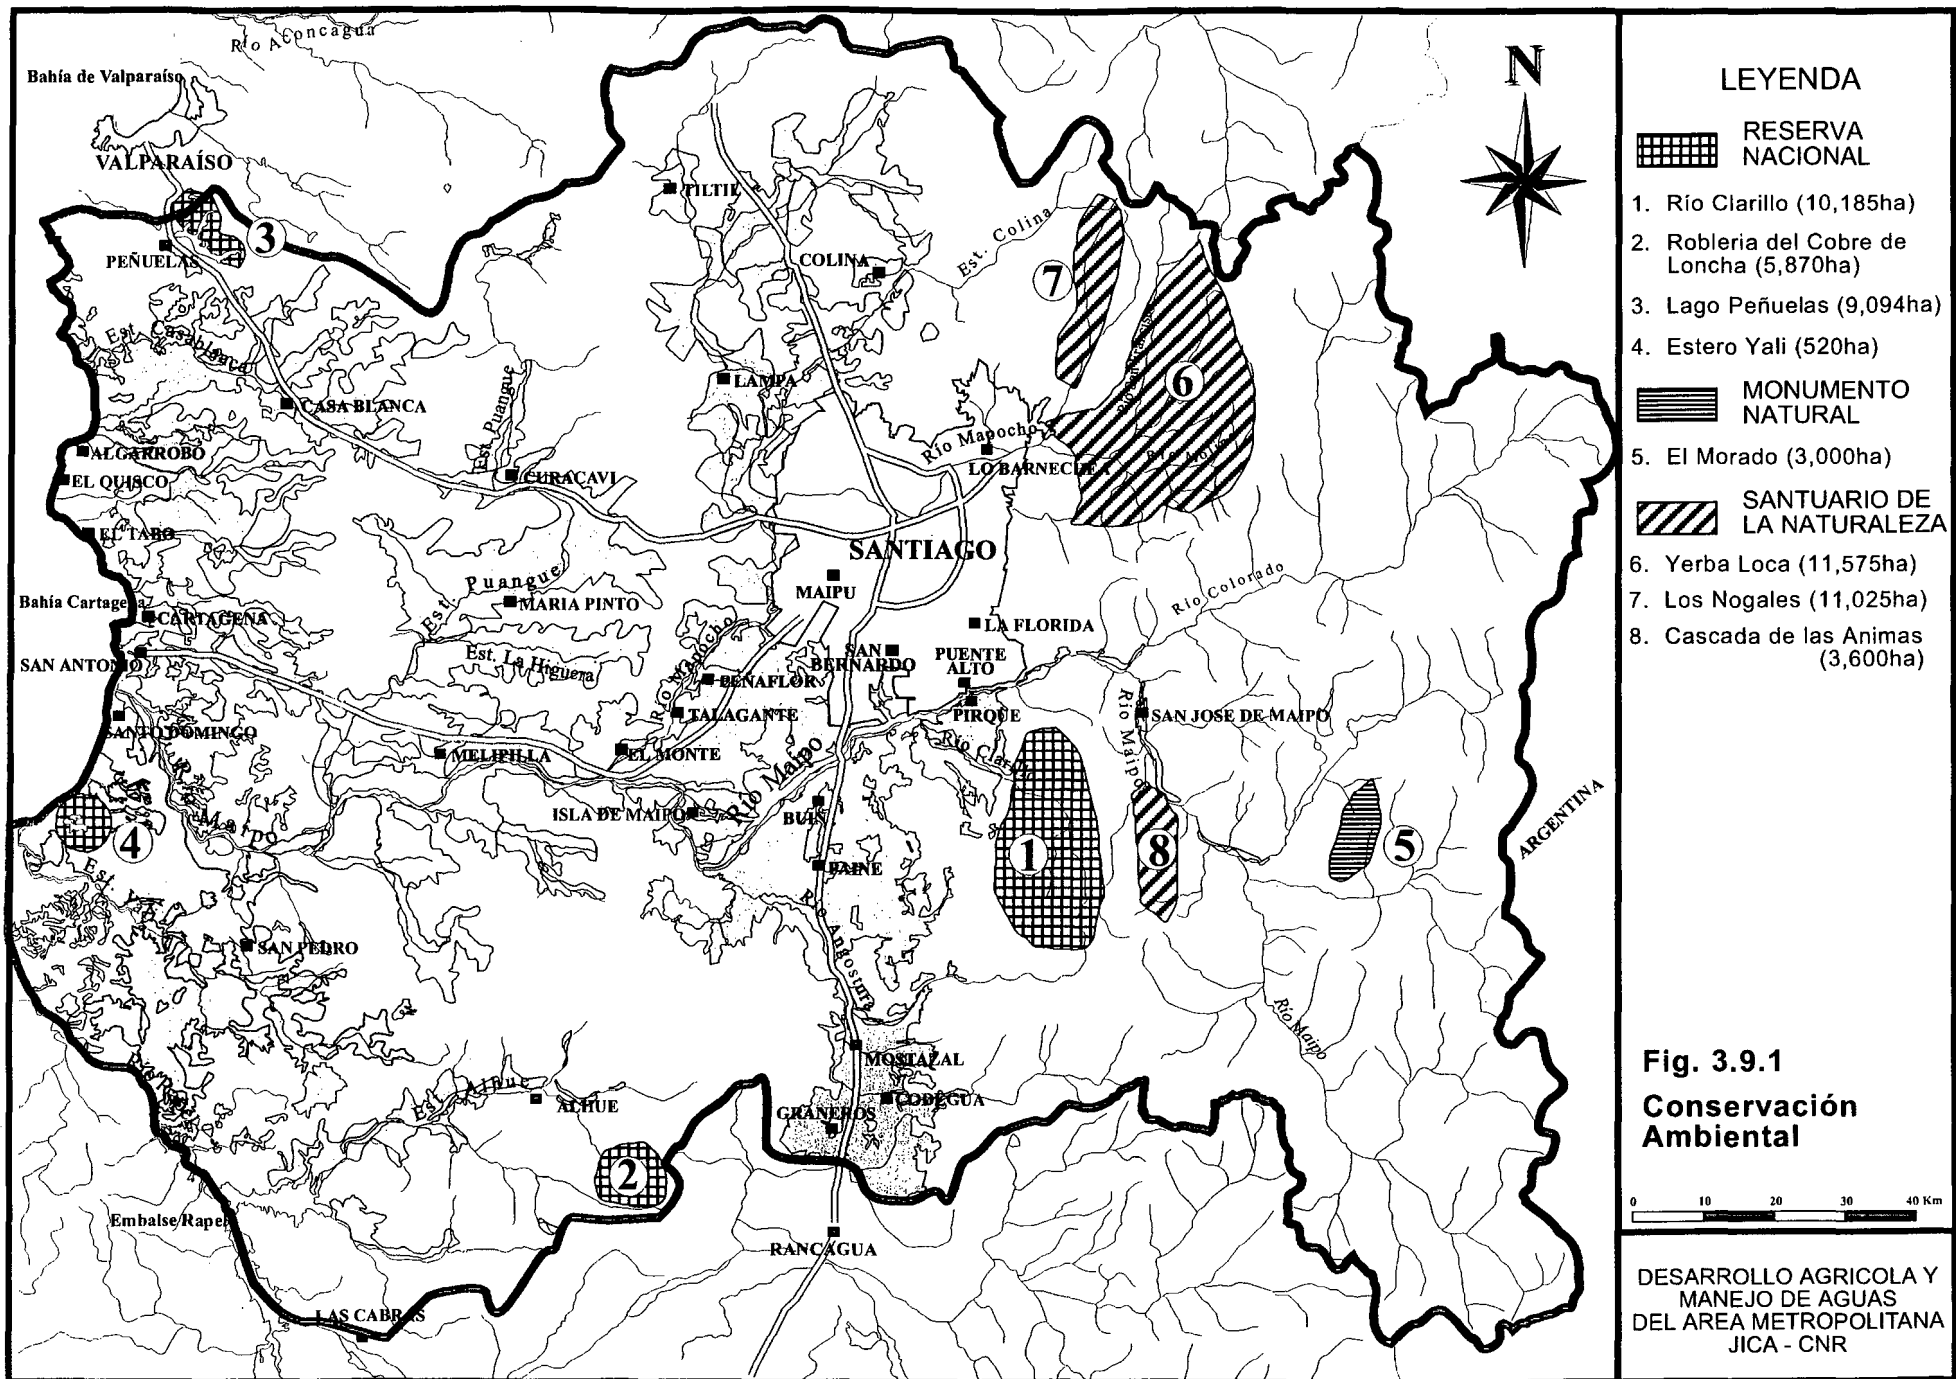 Río Aconcagua
Bahía de Valparaíso
VALPARAÍSO
3
PEÑUELAS
TILTIL
COLINA
Est. Colina
7
6
Est. Casablanca
CASA BLANCA
LAMPA
Est. Puangue
ALGARROBO
EL QUISCO
CURACAVI
Río Mapocho
LO BARNECHEA
Río Molina
EL TABO
SANTIAGO
Est. Puangue
MAIPU
Río Colorado
Bahía Cartagena
MARIA PINTO
CARTAGENA
LA FLORIDA
SAN ANTONIO
Est. La Higuera
Río Mapocho
SAN
BERNARDO
PUENTE
ALTO
PEÑAFLOR
TALAGANTE
PIRQUE
Río Maipo
SAN JOSE DE MAIPO
SANTO DOMINGO
MELIPILLA
EL MONTE
Río Clarillo
Río Maipo
Río Maipo
ISLA DE MAIPO
BUIN
ARGENTINA
4
1
8
5
PAINE
Est. Yali
Río Angostura
SAN PEDRO
Río Maipo
MOSTAZAL
Est. Alhue
ALHUE
GRANEROS
CODEGUA
2
Embalse Rapel
RANCAGUA
LAS CABRAS
N
LEYENDA
RESERVA
NACIONAL
1. Río Clarillo (10,185ha)
2. Robleria del Cobre de
Loncha (5,870ha)
3. Lago Peñuelas (9,094ha)
4. Estero Yali (520ha)
MONUMENTO
NATURAL
5. El Morado (3,000ha)
SANTUARIO DE
LA NATURALEZA
6. Yerba Loca (11,575ha)
7. Los Nogales (11,025ha)
8. Cascada de las Animas
(3,600ha)
Fig. 3.9.1
Conservación
Ambiental
0 10 20 30 40 Km
DESARROLLO AGRICOLA Y
MANEJO DE AGUAS
DEL AREA METROPOLITANA
JICA - CNR